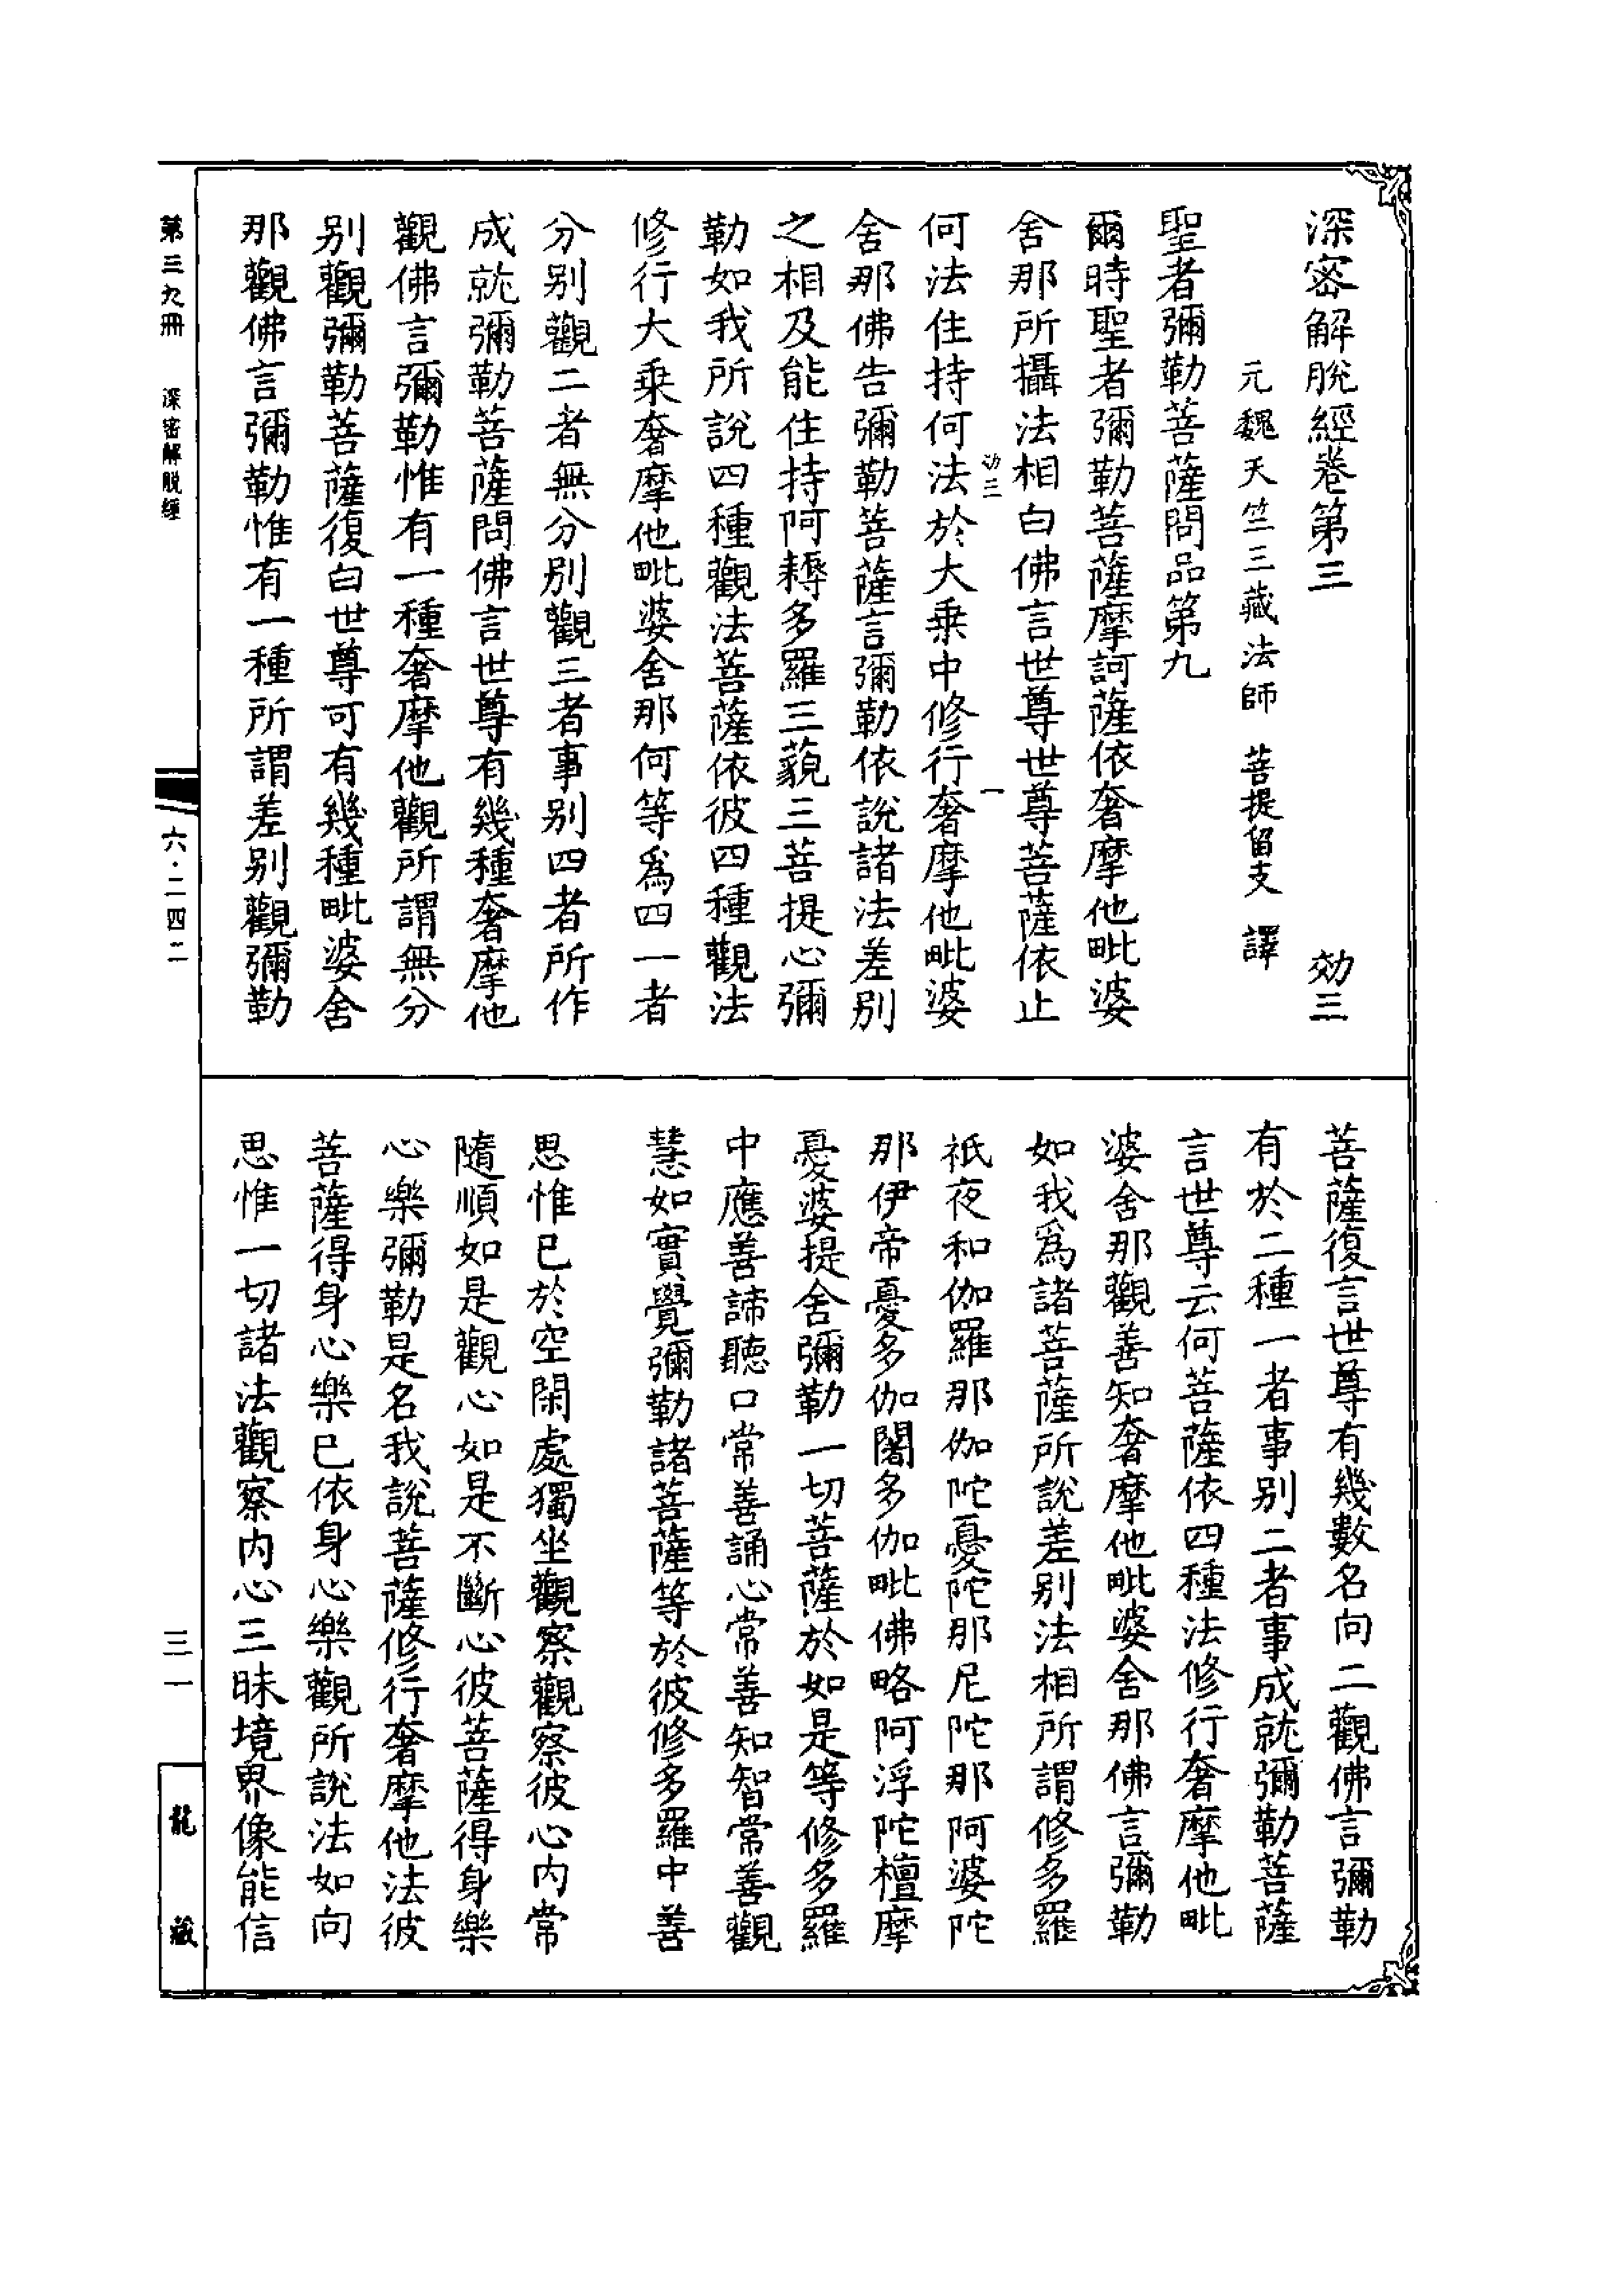 深密解脫經卷第三 効三
元魏天竺三藏法師 菩提留支 譯
聖者彌勒菩薩問品第九
爾時聖者彌勒菩薩摩訶薩依奢摩他毗婆
舍那所攝法相白佛言世尊世尊菩薩依止
効三 一
何法住持何法於大乘中修行奢摩他毗婆
舍那佛告彌勒菩薩言彌勒依說諸法差別
之相及能住持阿耨多羅三藐三菩提心彌
勒如我所說四種觀法菩薩依彼四種觀法
修行大乘奢摩他毗婆舍那何等為四一者
分別觀二者無分別觀三者事別四者所作
成就彌勒菩薩問佛言世尊有幾種奢摩他
觀佛言彌勒惟有一種奢摩他觀所謂無分
別觀彌勒菩薩復白世尊可有幾種毗婆舍
那觀佛言彌勒惟有一種所謂差別觀彌勒
菩薩復言世尊有幾數名向二觀佛言彌勒
有於二種一者事別二者事成就彌勒菩薩
言世尊云何菩薩依四種法修行奢摩他毗
婆舍那觀善知奢摩他毗婆舍那佛言彌勒
如我爲諸菩薩所說差別法相所謂修多羅
祇夜和伽羅那伽陀憂陀那尼陀那阿婆陀
那伊帝憂多伽闍多伽毗佛略阿浮陀檀摩
憂婆提舍彌勒一切菩薩於如是等修多羅
中應善諦聽口常善誦心常善知智常善觀
慧如實覺彌勒諸菩薩等於彼修多羅中善
思惟已於空閑處獨坐觀察觀察彼心內常
隨順如是觀心如是不斷心彼菩薩得身樂
心樂彌勒是名我說菩薩修行奢摩他法彼
菩薩得身心樂已依身心樂觀所說法如向
思惟一切諸法觀察內心三昧境界像能信
第三九冊 深密解脫經
六·二四二
三一
龍藏